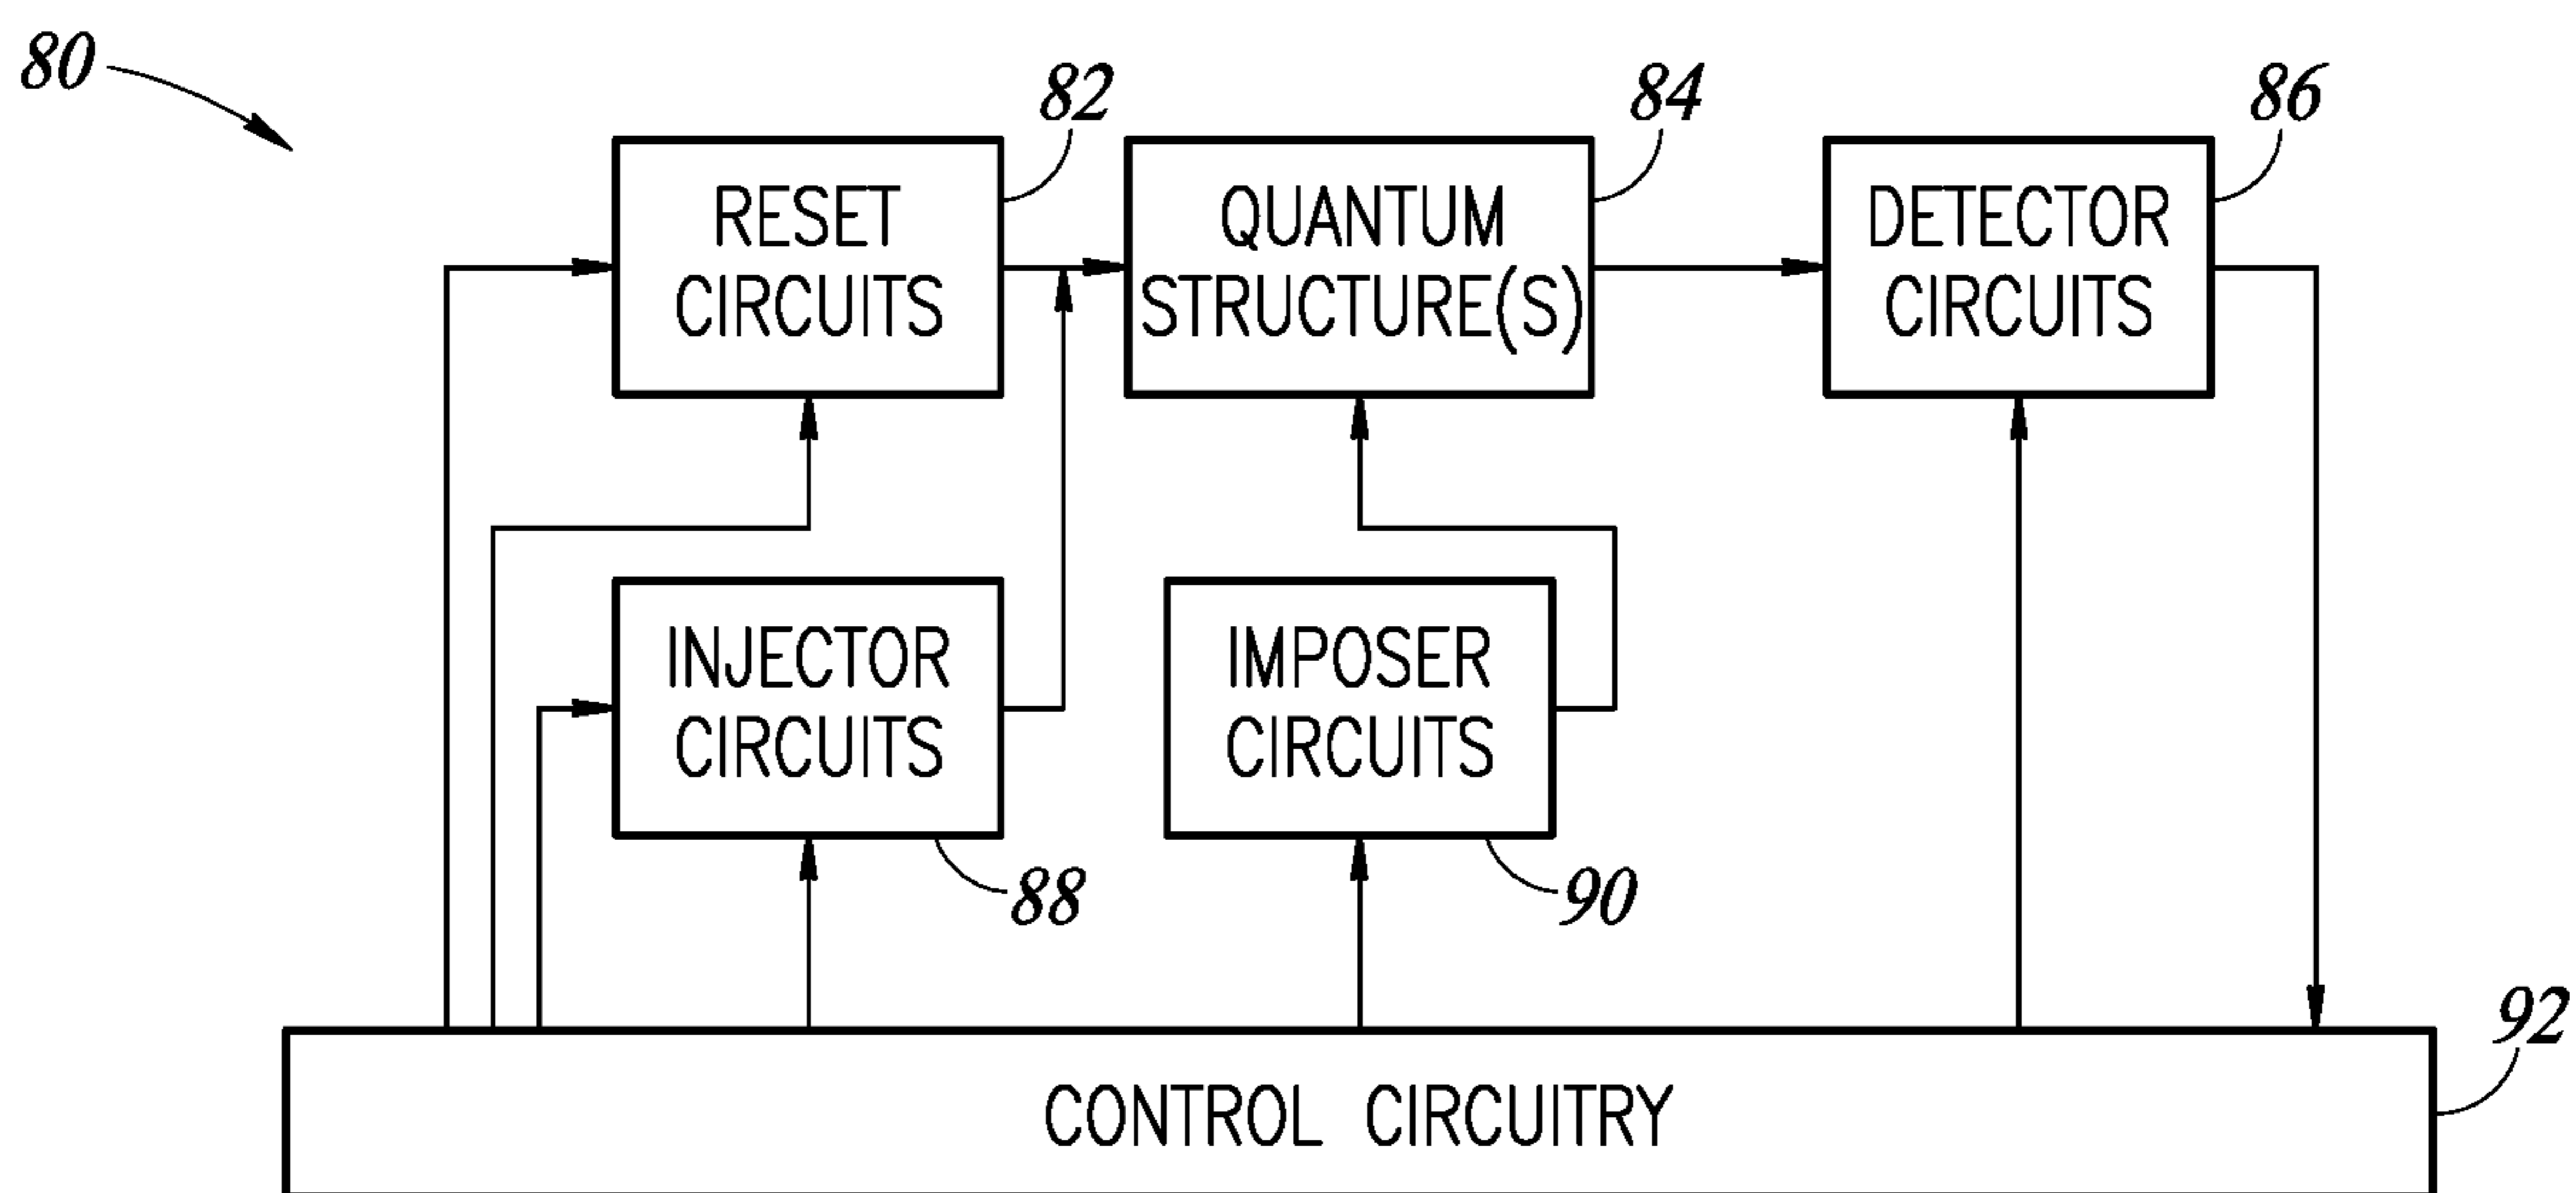 80
82
84
86
RESET
CIRCUITS
QUANTUM
STRUCTURE(S)
DETECTOR
CIRCUITS
INJECTOR
CIRCUITS
IMPOSER
CIRCUITS
88
90
92
CONTROL CIRCUITRY